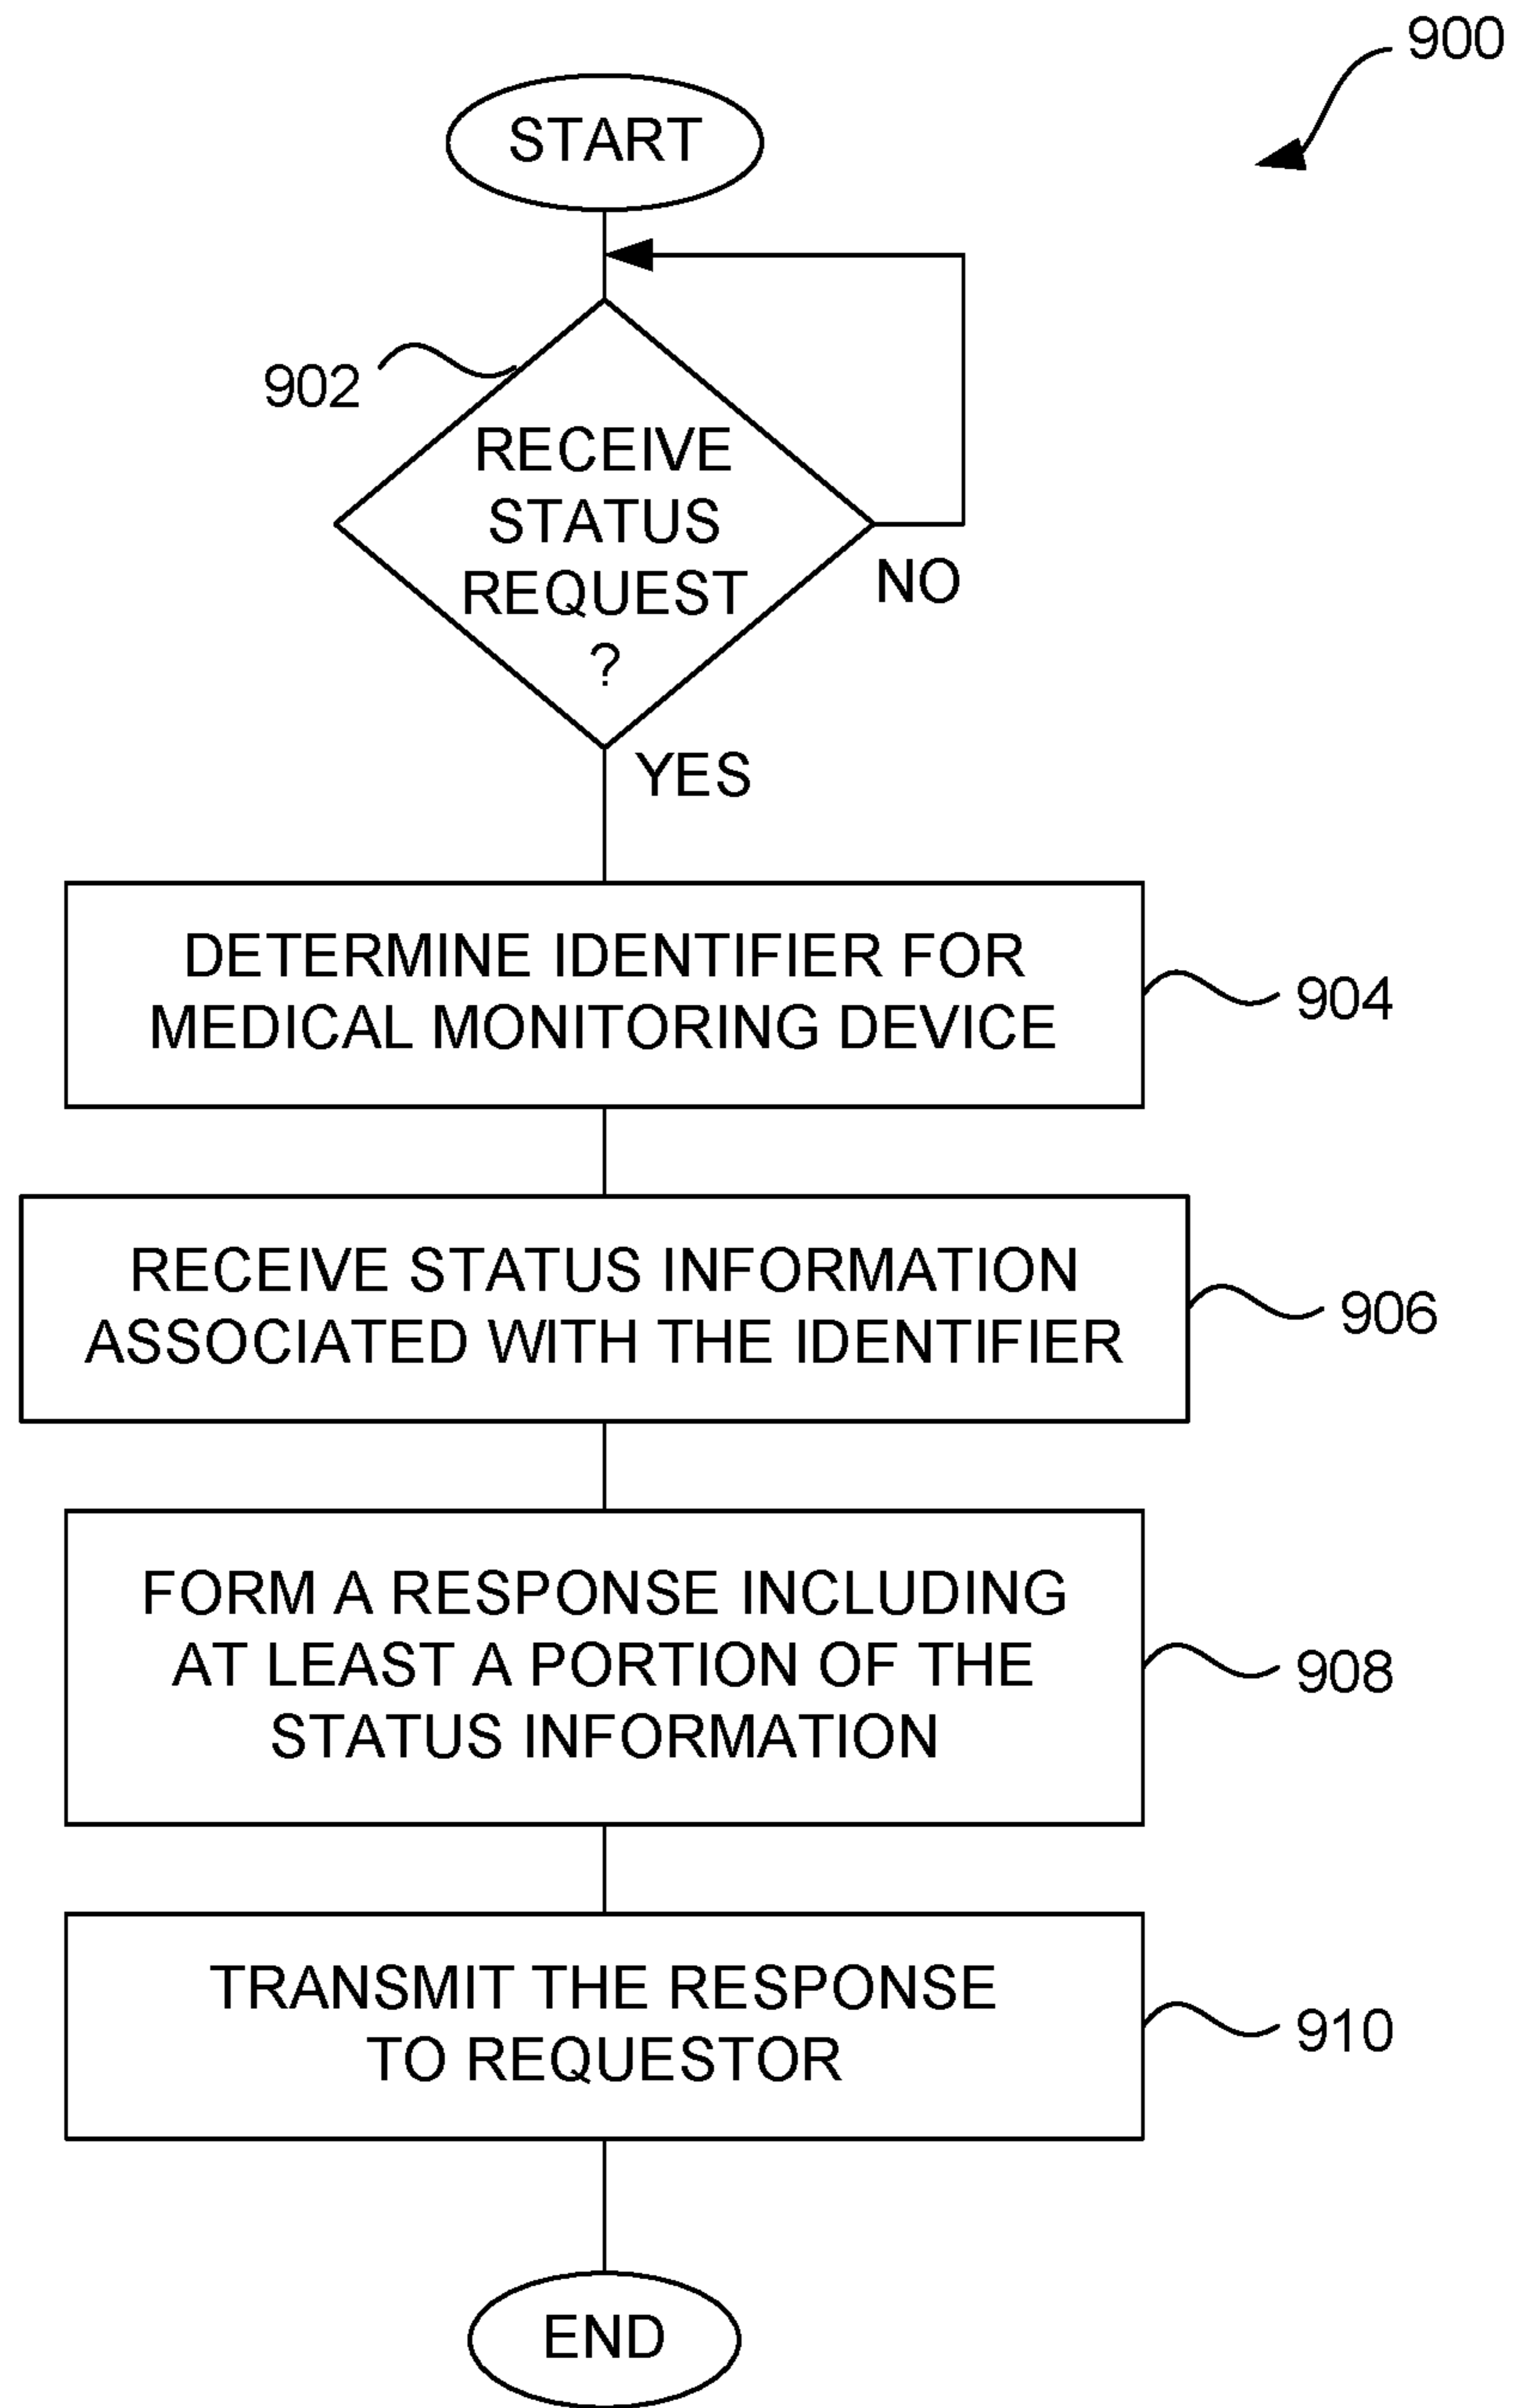 900
START
902
RECEIVE
STATUS
REQUEST
?
NO
YES
DETERMINE IDENTIFIER FOR
MEDICAL MONITORING DEVICE
904
RECEIVE STATUS INFORMATION
ASSOCIATED WITH THE IDENTIFIER
906
FORM A RESPONSE INCLUDING
AT LEAST A PORTION OF THE
STATUS INFORMATION
908
TRANSMIT THE RESPONSE
TO REQUESTOR
910
END